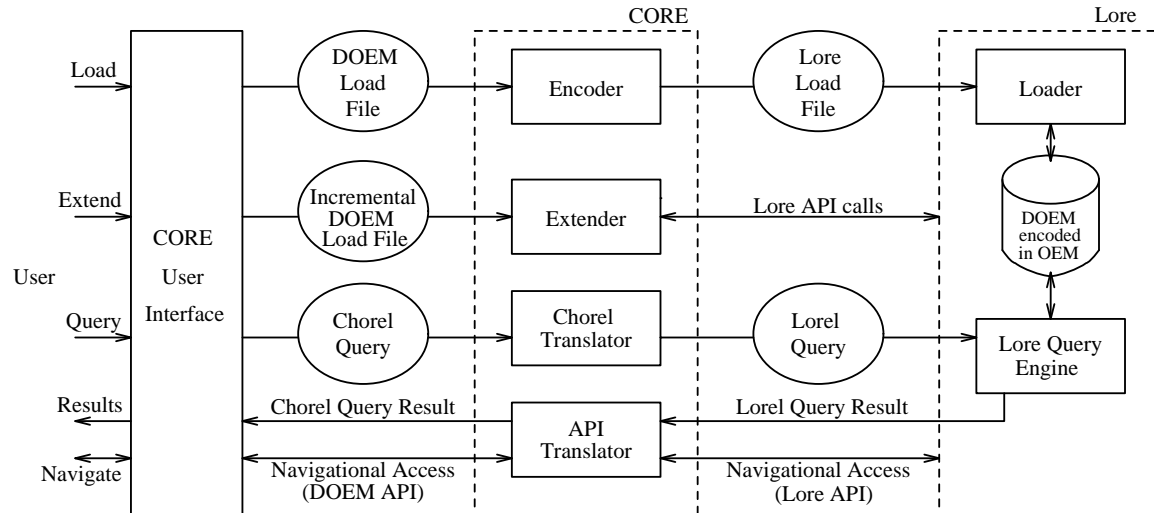 CORE
Lore
Load
DOEM
Load
File
Encoder
Lore
Load
File
Loader
Extend
Incremental
DOEM
Load File
Extender
Lore API calls
DOEM
encoded
in OEM
User
CORE
User
Interface
Query
Chorel
Query
Chorel
Translator
Lorel
Query
Lore Query
Engine
Results
Chorel Query Result
API
Translator
Lorel Query Result
Navigate
Navigational Access
(DOEM API)
Navigational Access
(Lore API)